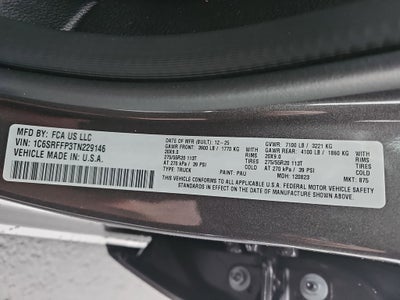 MFD BY: FCA US LLC
VIN: 1C6SRFFP3TN229146
VEHICLE MADE IN: U.S.A.
DATE OF MFR (BUILT): 12-25
GAWR FRONT: 3900 LB / 1770 KG
20X9.0
275/55R20 113T
AT 270 kPa / 39 PSI
TYPE: TRUCK PAINT: PAU
GVWR: 7100 LB / 3221 KG
GAWR REAR: 4100 LB / 1860 KG
20X9.0 RIMS
275/55R20 113T TIRES
AT 270 kPa / 39 PSI COLD
RIMS
TIRES
COLD
MDH: 120823 MKT: 875
THIS VEHICLE CONFORMS TO ALL APPLICABLE U.S.A. FEDERAL MOTOR VEHICLE
SAFETY STANDARDS IN EFFECT ON THE DATE OF MANUFACTURE SHOWN ABOVE.